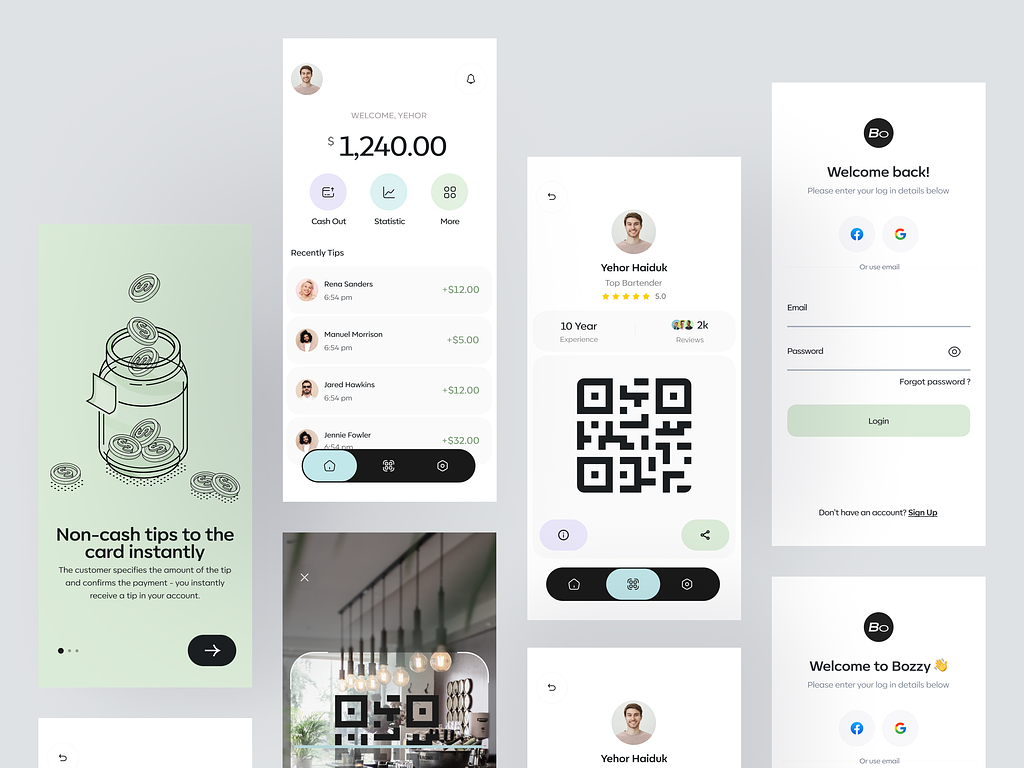 Non-cash tips to the
card instantly
The customer specifies the amount of the tip
and confirms the payment - you instantly
receive a tip in your account.
WELCOME, YEHOR
$ 1,240.00
Cash Out
Statistic
More
Recently Tips
Rena Sanders
6:54 pm
+$12.00
Manuel Morrison
6:54 pm
+$5.00
Jared Hawkins
6:54 pm
+$12.00
Jennie Fowler
6:54 pm
+$32.00
Yehor Haiduk
Top Bartender
5.0
10 Year
Experience
2k
Reviews
Yehor Haiduk
Bo
Welcome back!
Please enter your log in details below
Or use email
Email
Password
Forgot password ?
Login
Don't have an account? Sign Up
Bo
Welcome to Bozzy 👋
Please enter your log in details below
Or use email